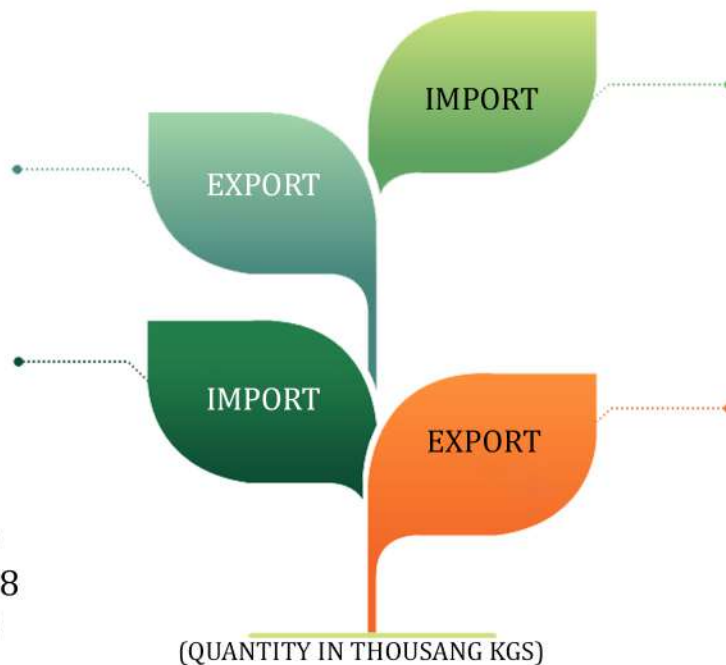 IMPORT
EXPORT
IMPORT
EXPORT
8
(QUANTITY IN THOUSANG KGS)